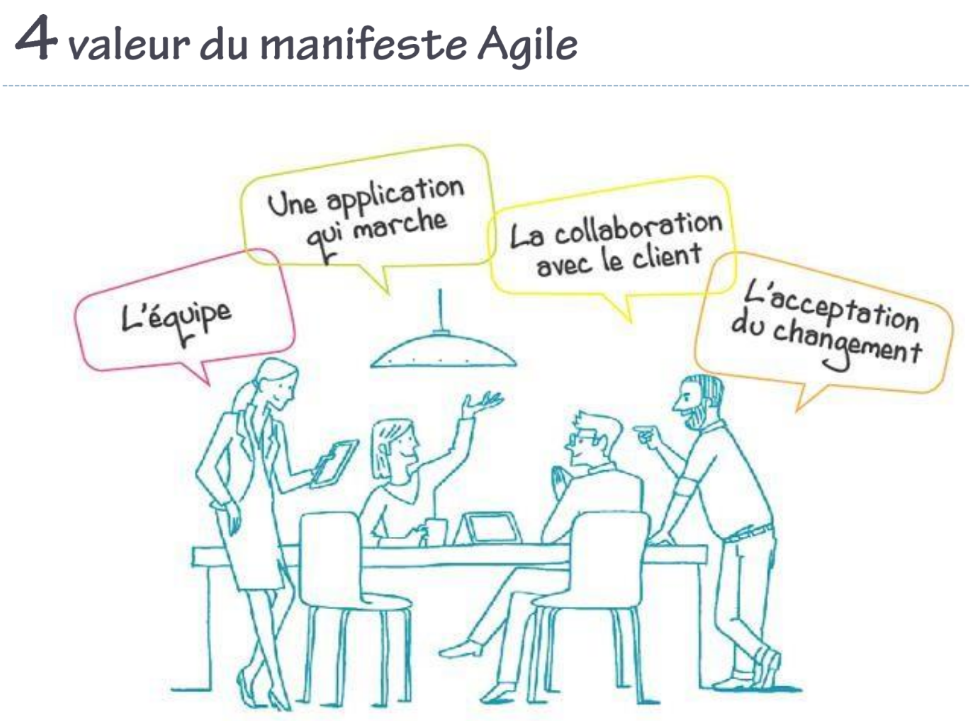 4 valeur du manifeste Agile
Une application
qui marche
La collaboration
avec le client
L'équipe
L'acceptation
du changement